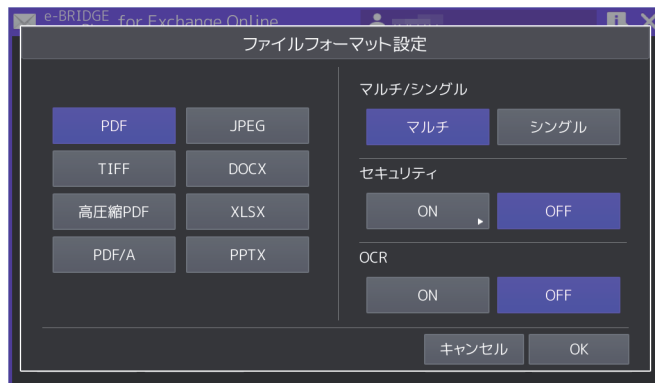 e-BRIDGE for Exchange Online
ファイルフォーマット設定
PDF
JPEG
TIFF
DOCX
高圧縮PDF
XLSX
PDF/A
PPTX
マルチ/シングル
マルチ
シングル
セキュリティ
ON
OFF
OCR
ON
OFF
キャンセル
OK